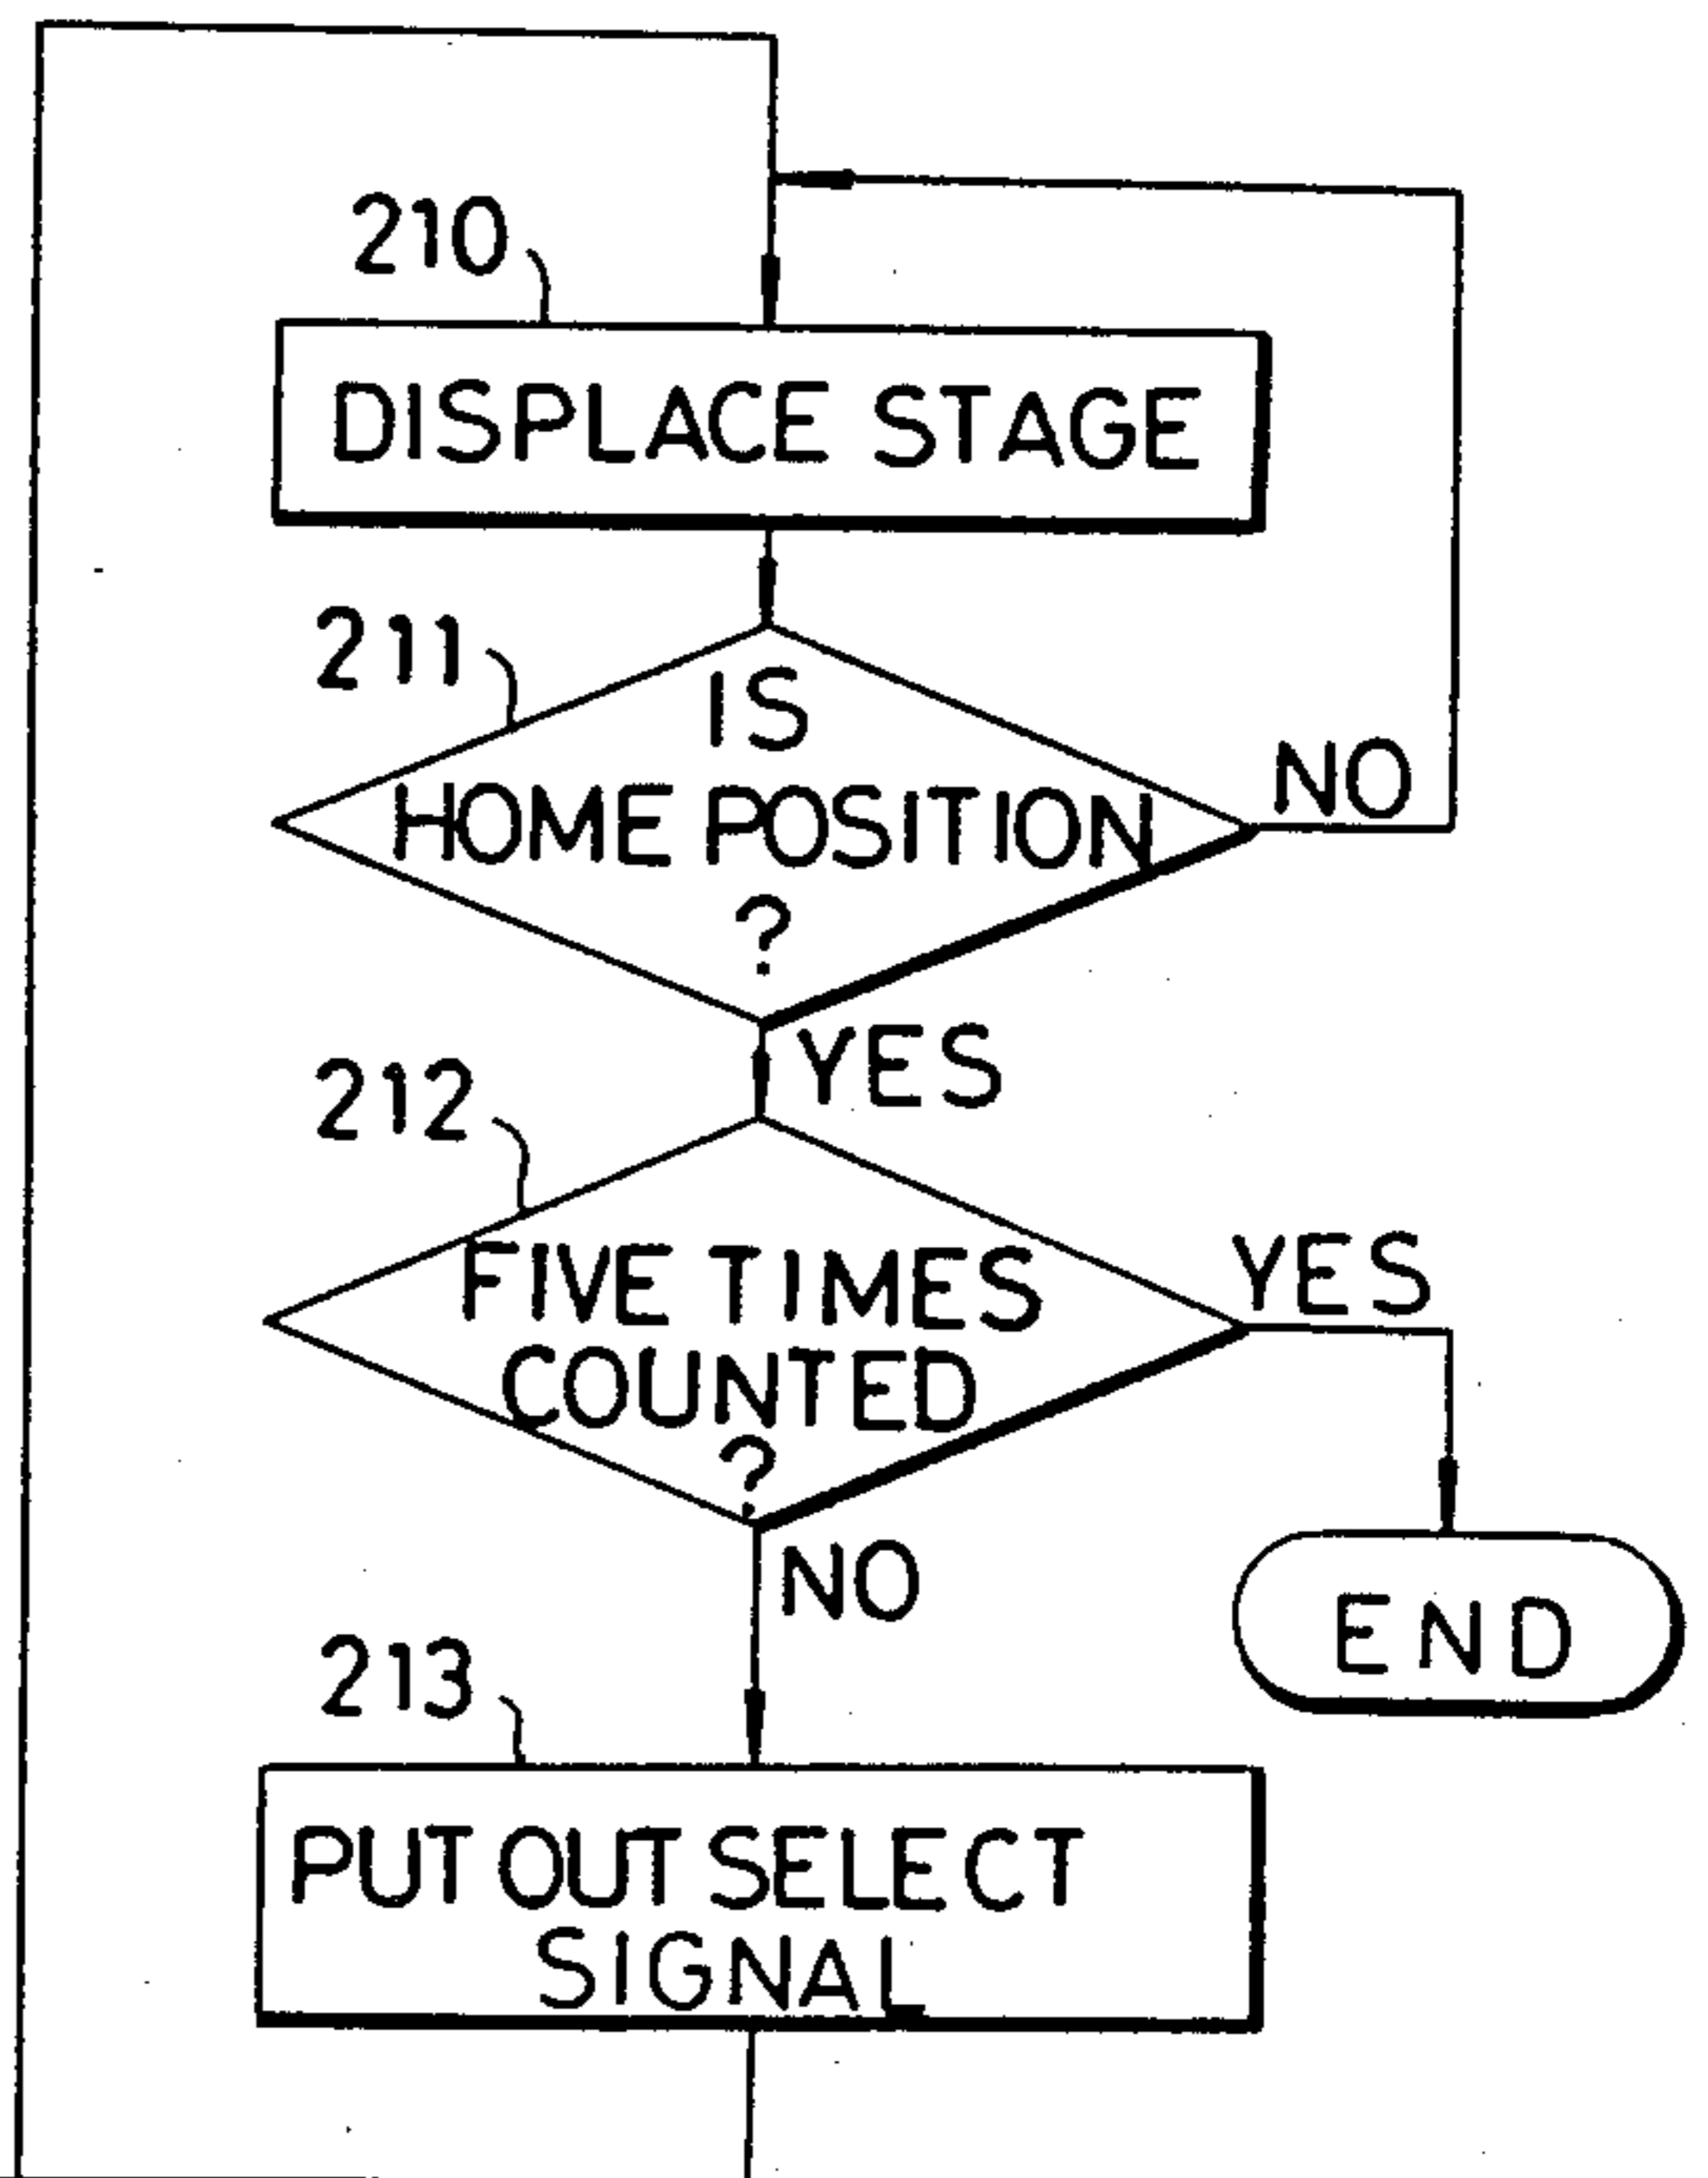 210
DISPLACE STAGE
211
IS
HOME POSITION
?
NO
YES
212
FIVE TIMES
COUNTED
?
YES
NO
END
213
PUT OUT SELECT
SIGNAL